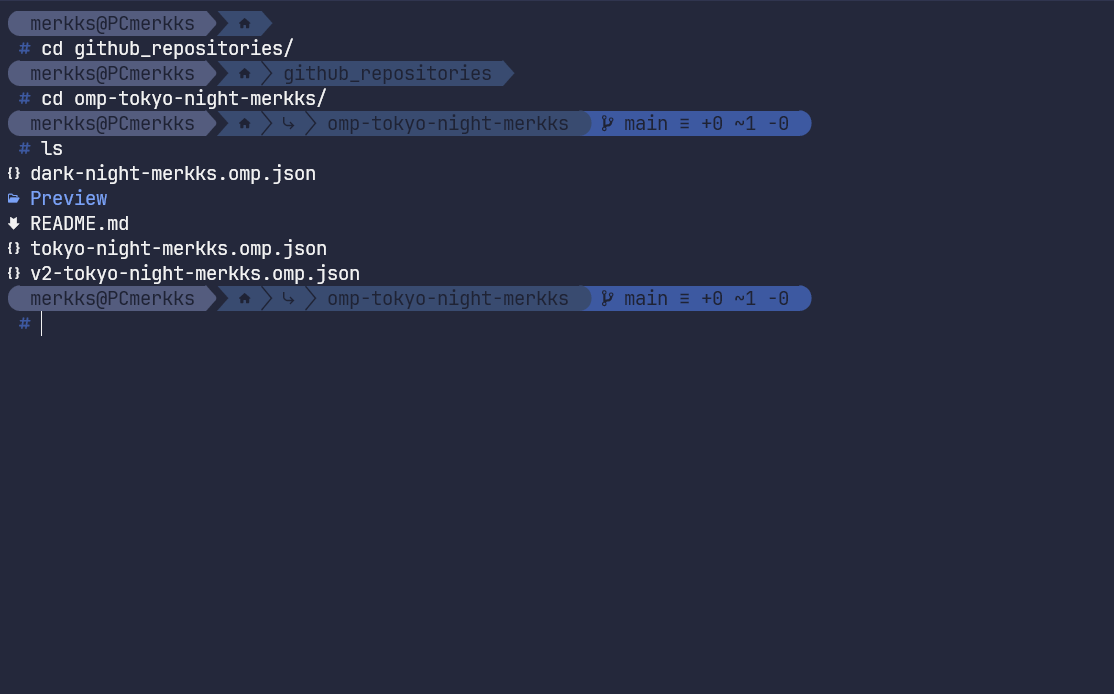 merkks@PCmerkks
# cd github_repositories/
merkks@PCmerkks github_repositories
# cd omp-tokyo-night-merkks/
merkks@PCmerkks omp-tokyo-night-merkks main ≡ +0 ~1 -0
# ls
{} dark-night-merkks.omp.json
Preview
README.md
{} tokyo-night-merkks.omp.json
{} v2-tokyo-night-merkks.omp.json
merkks@PCmerkks omp-tokyo-night-merkks main ≡ +0 ~1 -0
#